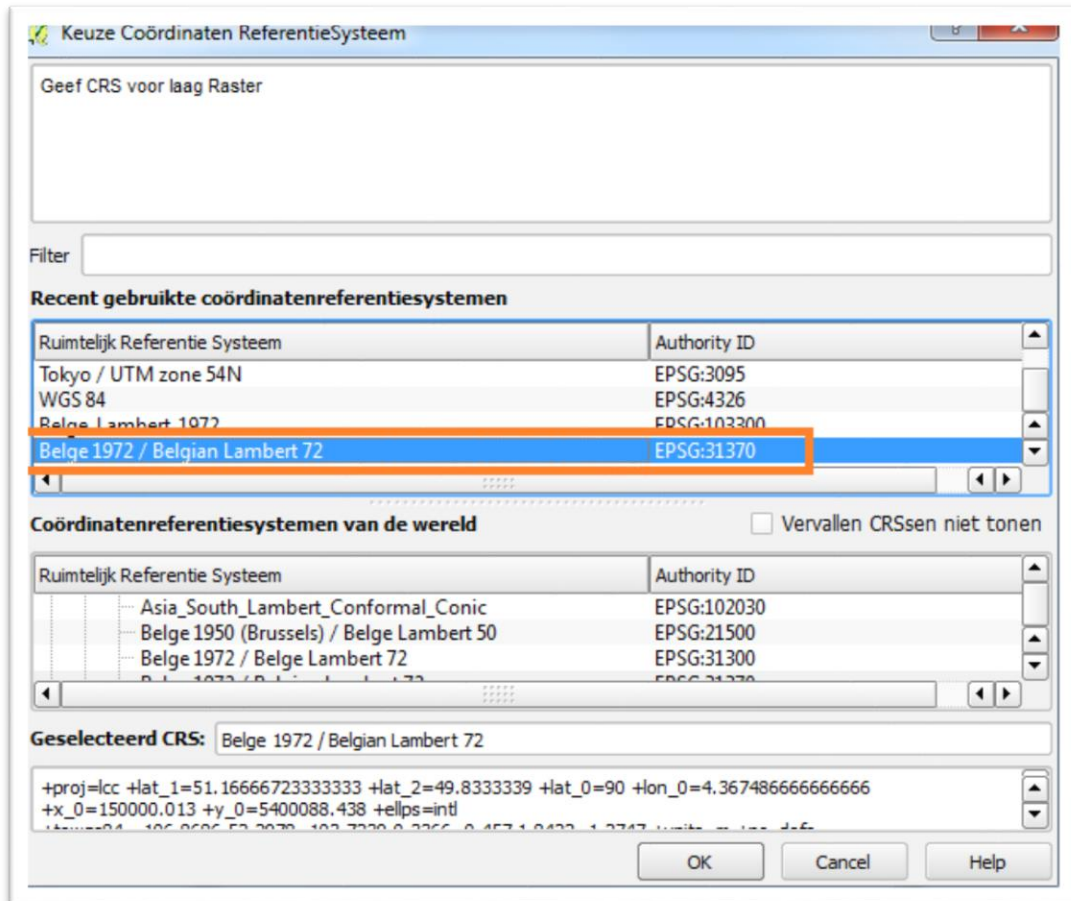 Keuze Coördinaten ReferentieSysteem
Geef CRS voor laag Raster
Filter
Recent gebruikte coördinatenreferentiesystemen
Ruimtelijk Referentie Systeem Authority ID
Tokyo / UTM zone 54N EPSG:3095
WGS 84 EPSG:4326
Belge_Lambert_1972 EPSG:103300
Belge 1972 / Belgian Lambert 72 EPSG:31370
Coördinatenreferentiesystemen van de wereld
Vervallen CRSsen niet tonen
Ruimtelijk Referentie Systeem Authority ID
Asia_South_Lambert_Conformal_Conic EPSG:102030
Belge 1950 (Brussels) / Belge Lambert 50 EPSG:21500
Belge 1972 / Belge Lambert 72 EPSG:31300
Geselecteerd CRS: Belge 1972 / Belgian Lambert 72
+proj=lcc +lat_1=51.16666723333333 +lat_2=49.8333339 +lat_0=90 +lon_0=4.367486666666666
+x_0=150000.013 +y_0=5400088.438 +ellps=intl
OK Cancel Help